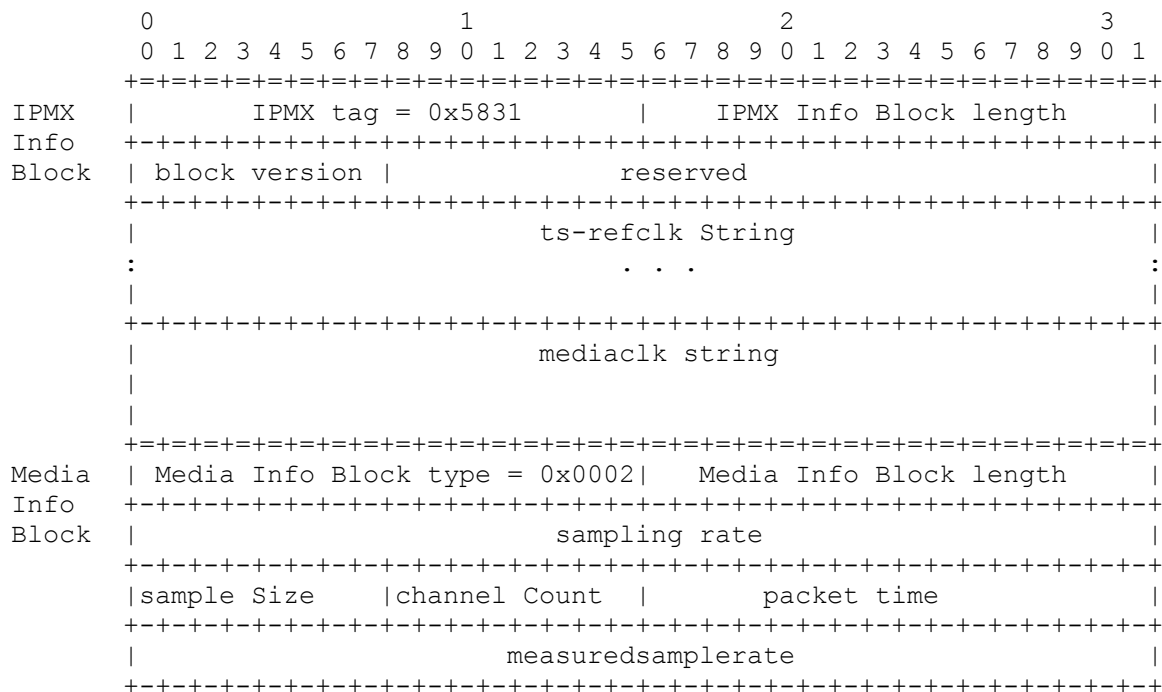 0                   1                   2                   3
        0 1 2 3 4 5 6 7 8 9 0 1 2 3 4 5 6 7 8 9 0 1 2 3 4 5 6 7 8 9 0 1
       +=+=+=+=+=+=+=+=+=+=+=+=+=+=+=+=+=+=+=+=+=+=+=+=+=+=+=+=+=+=+=+=+
IPMX   |       IPMX tag = 0x5831       |    IPMX Info Block length     |
Info   +-+-+-+-+-+-+-+-+-+-+-+-+-+-+-+-+-+-+-+-+-+-+-+-+-+-+-+-+-+-+-+-+
Block  | block version |              reserved                         |
       +-+-+-+-+-+-+-+-+-+-+-+-+-+-+-+-+-+-+-+-+-+-+-+-+-+-+-+-+-+-+-+-+
       |                         ts-refclk String                      |
       :                              . . .                            :
       |                                                               |
       +-+-+-+-+-+-+-+-+-+-+-+-+-+-+-+-+-+-+-+-+-+-+-+-+-+-+-+-+-+-+-+-+
       |                         mediaclk string                       |
       |                                                               |
       |                                                               |
       +=+=+=+=+=+=+=+=+=+=+=+=+=+=+=+=+=+=+=+=+=+=+=+=+=+=+=+=+=+=+=+=+
Media  | Media Info Block type = 0x0002|   Media Info Block length     |
Info   +-+-+-+-+-+-+-+-+-+-+-+-+-+-+-+-+-+-+-+-+-+-+-+-+-+-+-+-+-+-+-+-+
Block  |                          sampling rate                        |
       +-+-+-+-+-+-+-+-+-+-+-+-+-+-+-+-+-+-+-+-+-+-+-+-+-+-+-+-+-+-+-+-+
       |sample Size    |channel Count  |       packet time             |
       +-+-+-+-+-+-+-+-+-+-+-+-+-+-+-+-+-+-+-+-+-+-+-+-+-+-+-+-+-+-+-+-+
       |                       measuredsamplerate                      |
       +-+-+-+-+-+-+-+-+-+-+-+-+-+-+-+-+-+-+-+-+-+-+-+-+-+-+-+-+-+-+-+-+